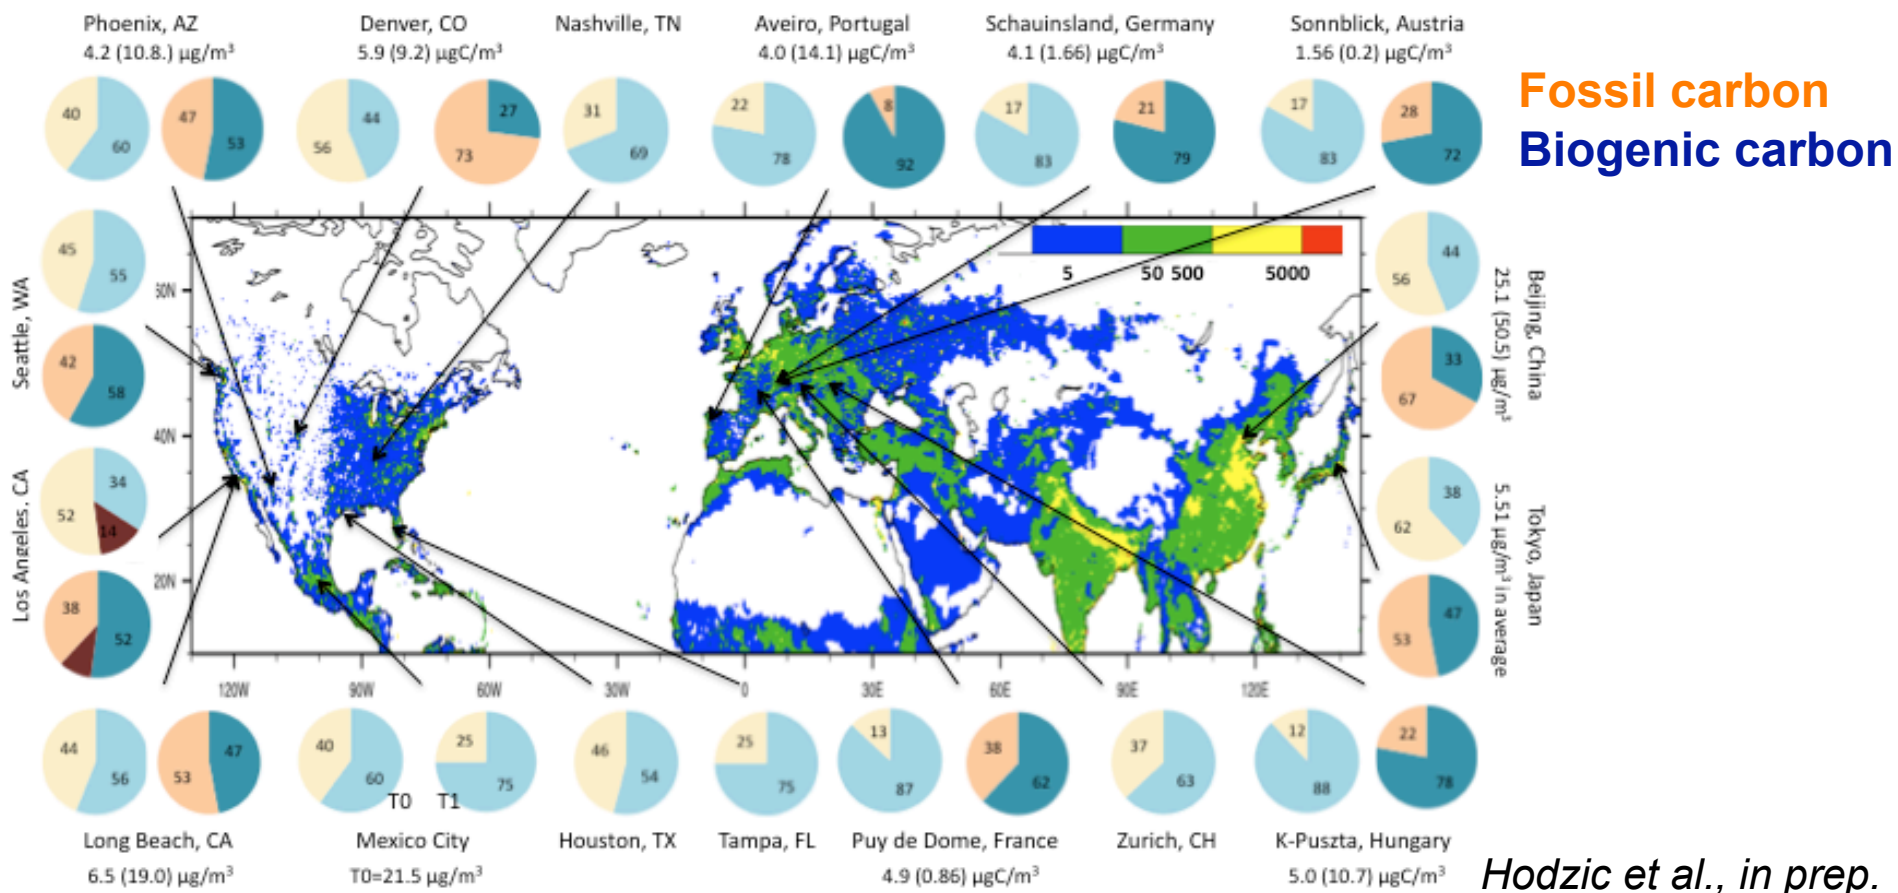 Phoenix, AZ
4.2 (10.8.) µg/m³
Denver, CO
5.9 (9.2) µgC/m³
Nashville, TN
Aveiro, Portugal
4.0 (14.1) µgC/m³
Schauinsland, Germany
4.1 (1.66) µgC/m³
Sonnblick, Austria
1.56 (0.2) µgC/m³
40 60
47 53
56 44
73 27
31 69
22 78
8 92
17 83
21 79
17 83
28 72
Fossil carbon
Biogenic carbon
Seattle, WA
45 55
42 58
Los Angeles, CA
52 34 14
38 52
50N
40N
20N
120W 90W 60W 30W 0 30E 60E 90E 120E
5 50 500 5000
Beijing, China
25.1 (50.5) µg/m³
56 44
67 33
Tokyo, Japan
5.51 µg/m³ in average
62 38
53 47
44 56
53 47
40 60
25 75
T0 T1
46 54
25 75
13 87
38 62
37 63
12 88
22 78
Long Beach, CA
6.5 (19.0) µg/m³
Mexico City
T0=21.5 µg/m³
Houston, TX
Tampa, FL
Puy de Dome, France
4.9 (0.86) µgC/m³
Zurich, CH
K-Puszta, Hungary
5.0 (10.7) µgC/m³
Hodzic et al., in prep.